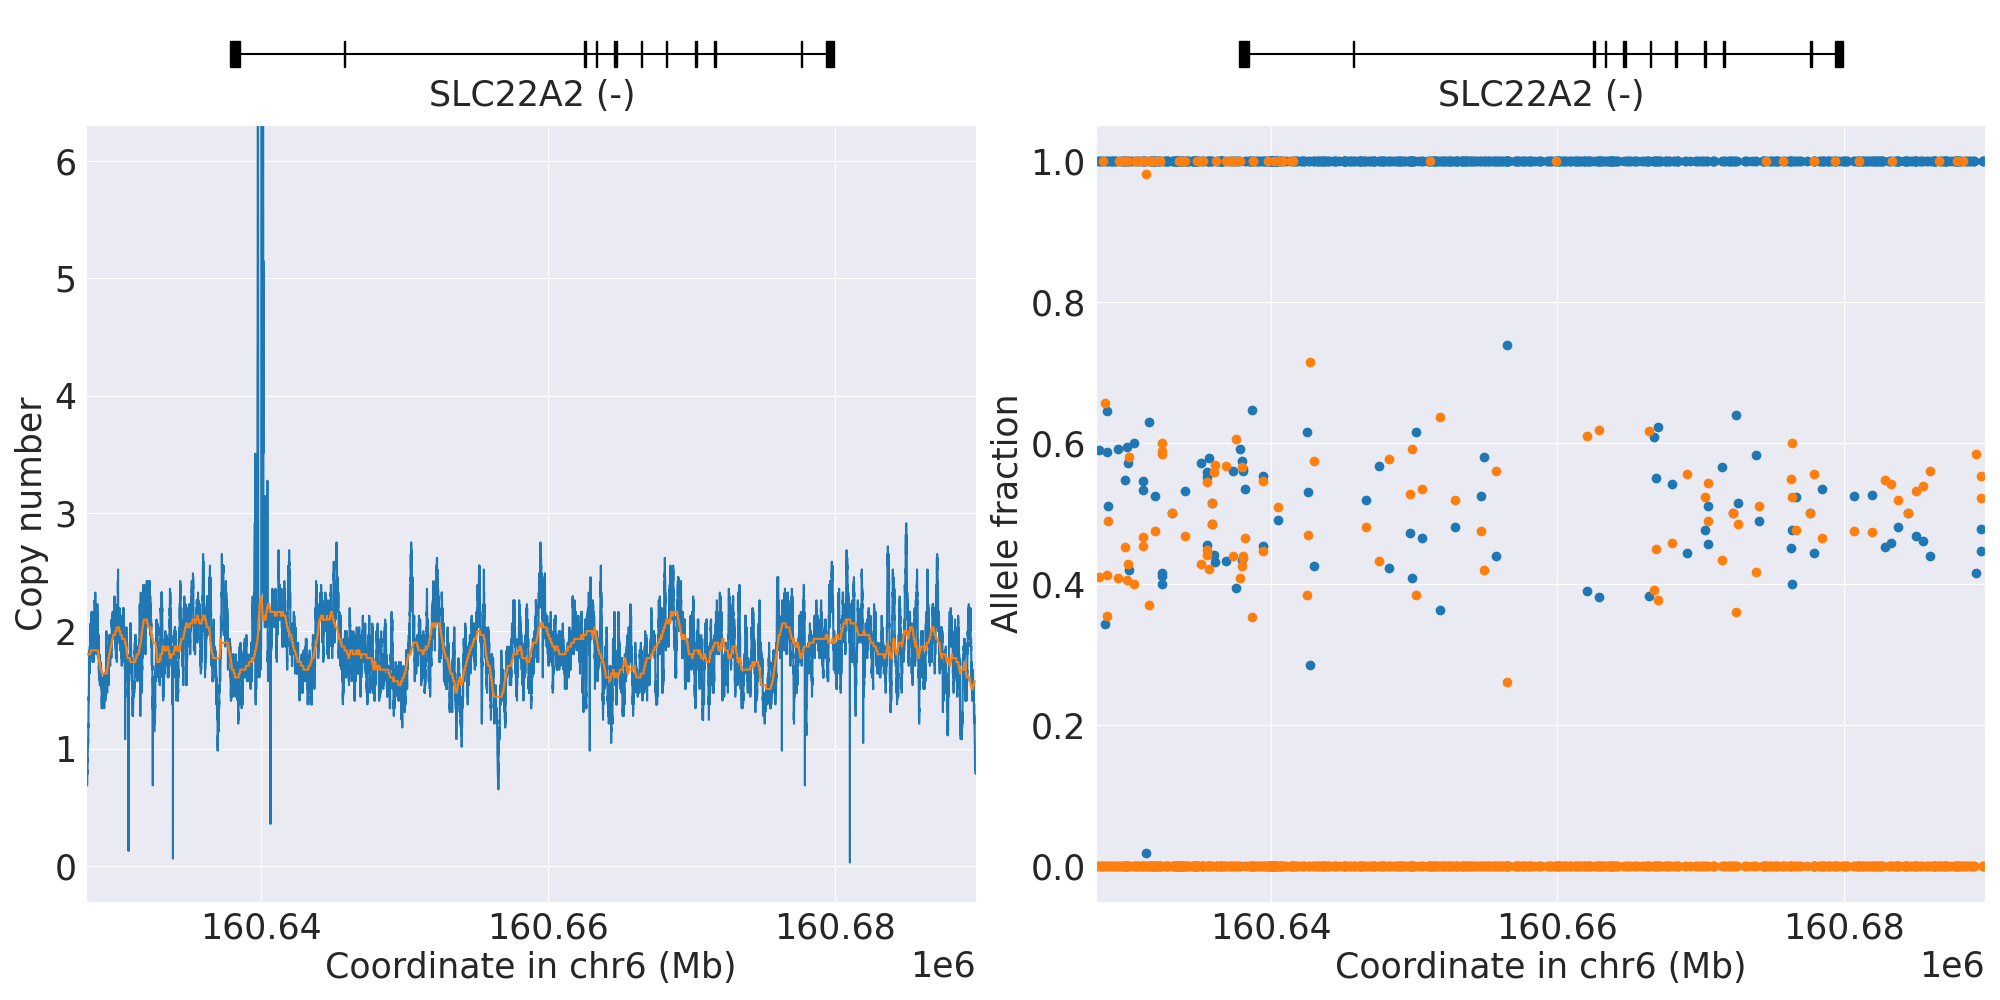 SLC22A2 (-)
6
5
4
3
2
1
0
Copy number
160.64 160.66 160.68
Coordinate in chr6 (Mb) 1e6
SLC22A2 (-)
1.0
0.8
0.6
0.4
0.2
0.0
Allele fraction
160.64 160.66 160.68
Coordinate in chr6 (Mb) 1e6